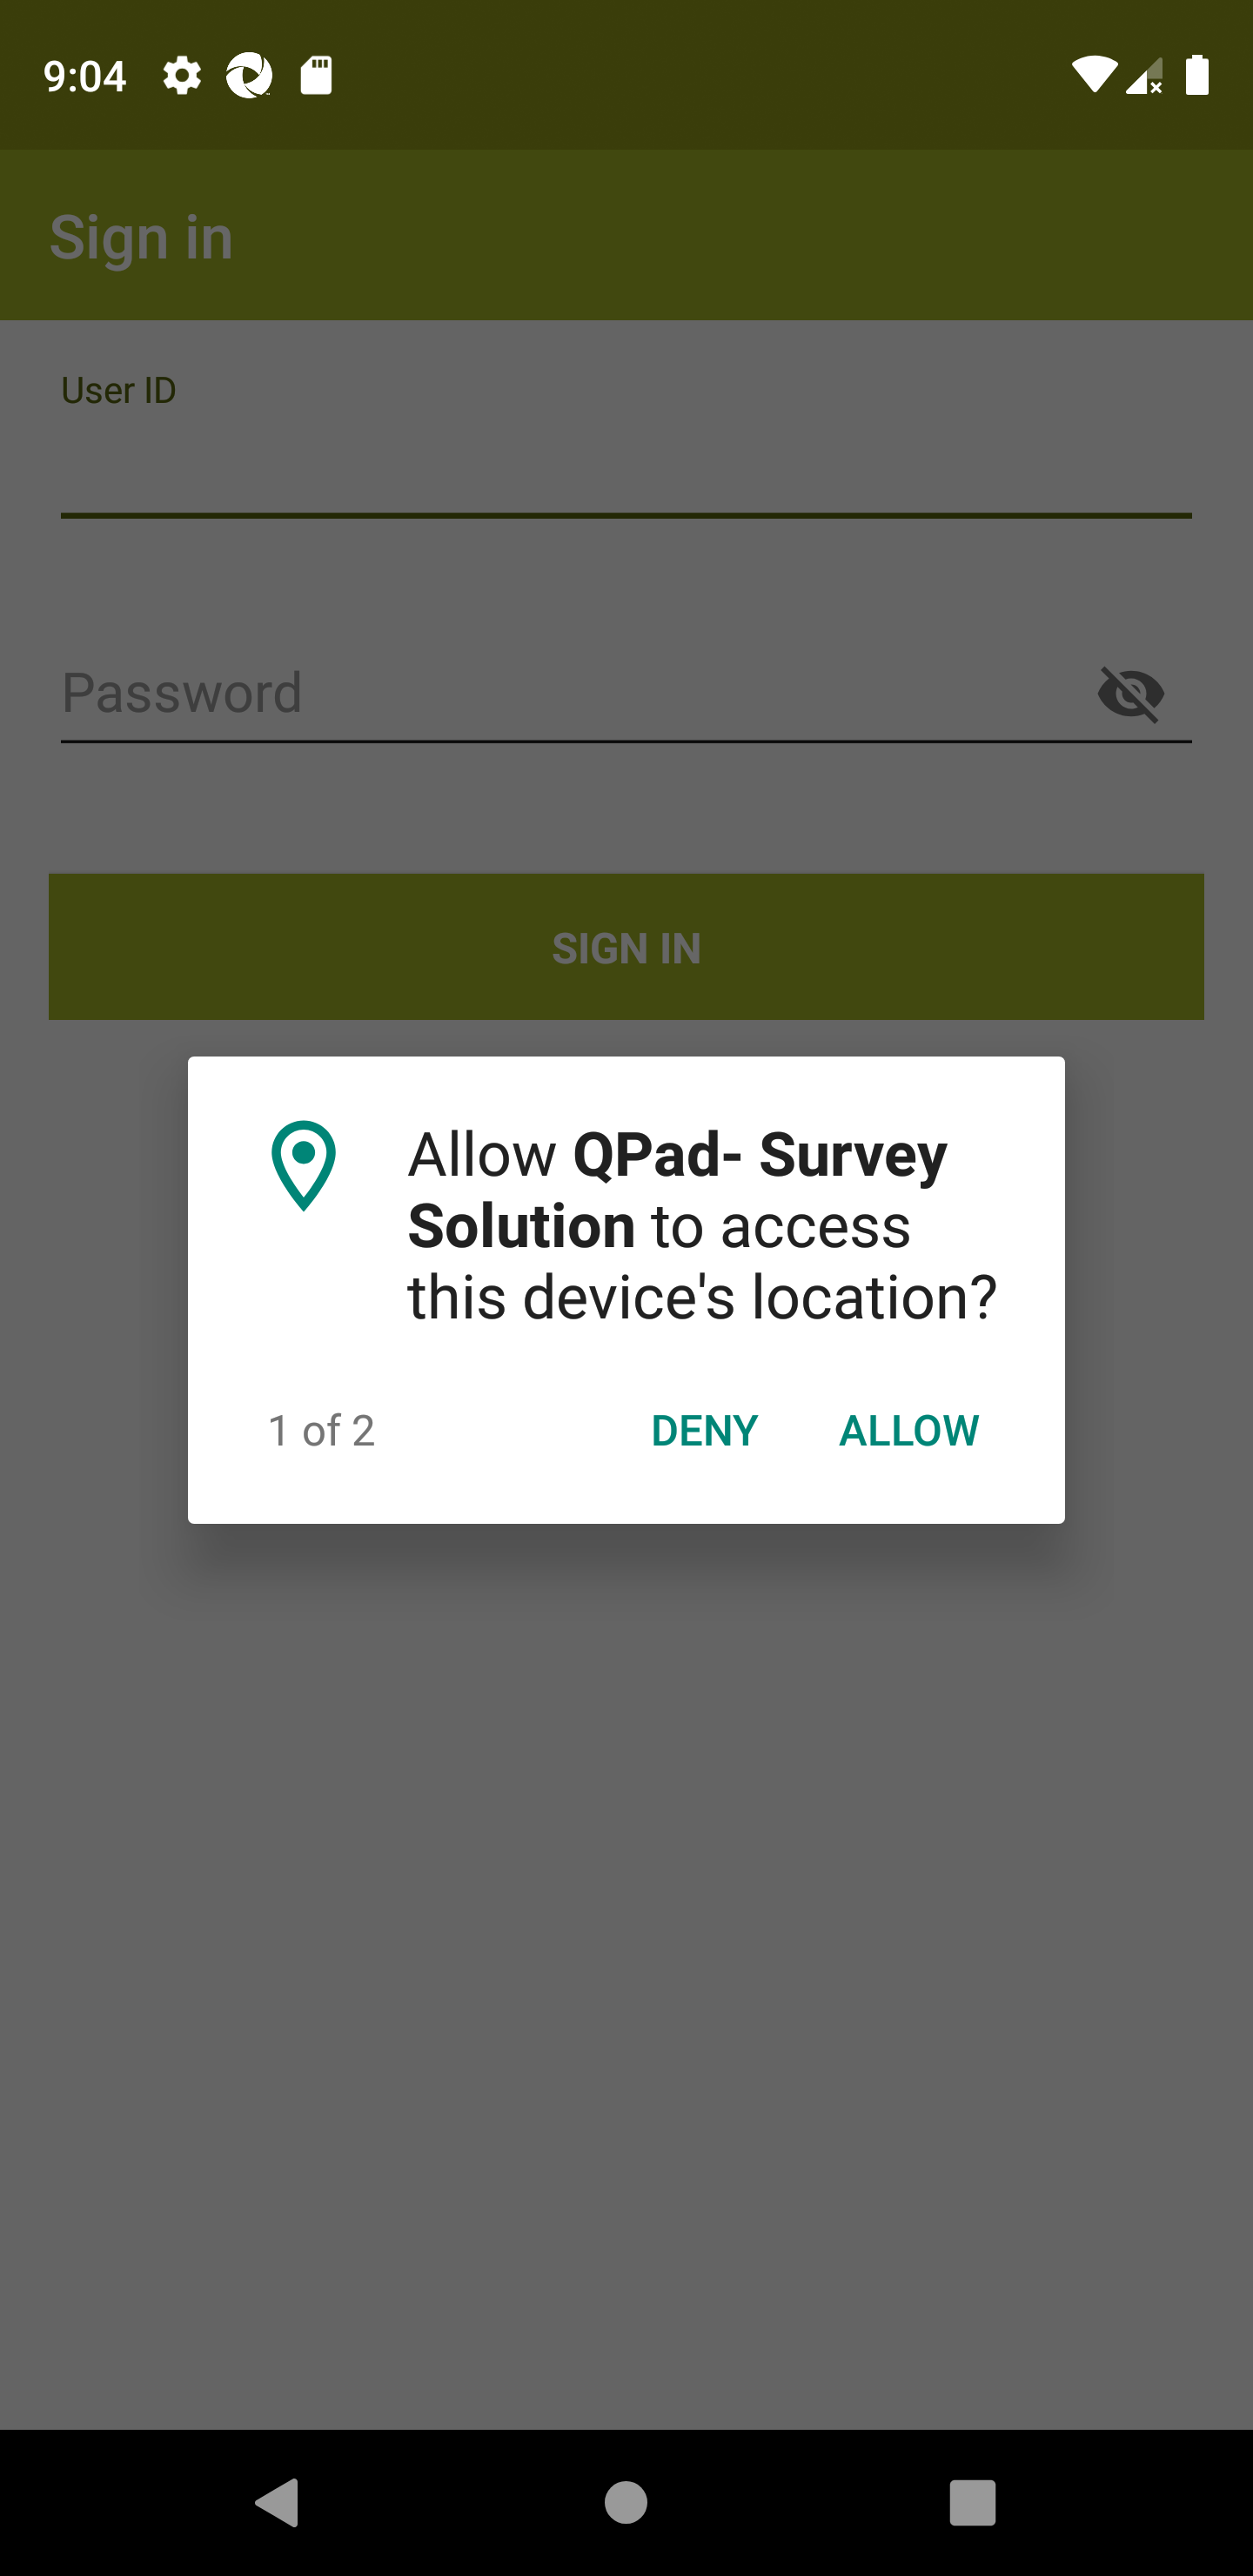 9:04
Sign in
User ID
Password
SIGN IN
Allow QPad- Survey
Solution to access
this device's location?
1 of 2
DENY
ALLOW